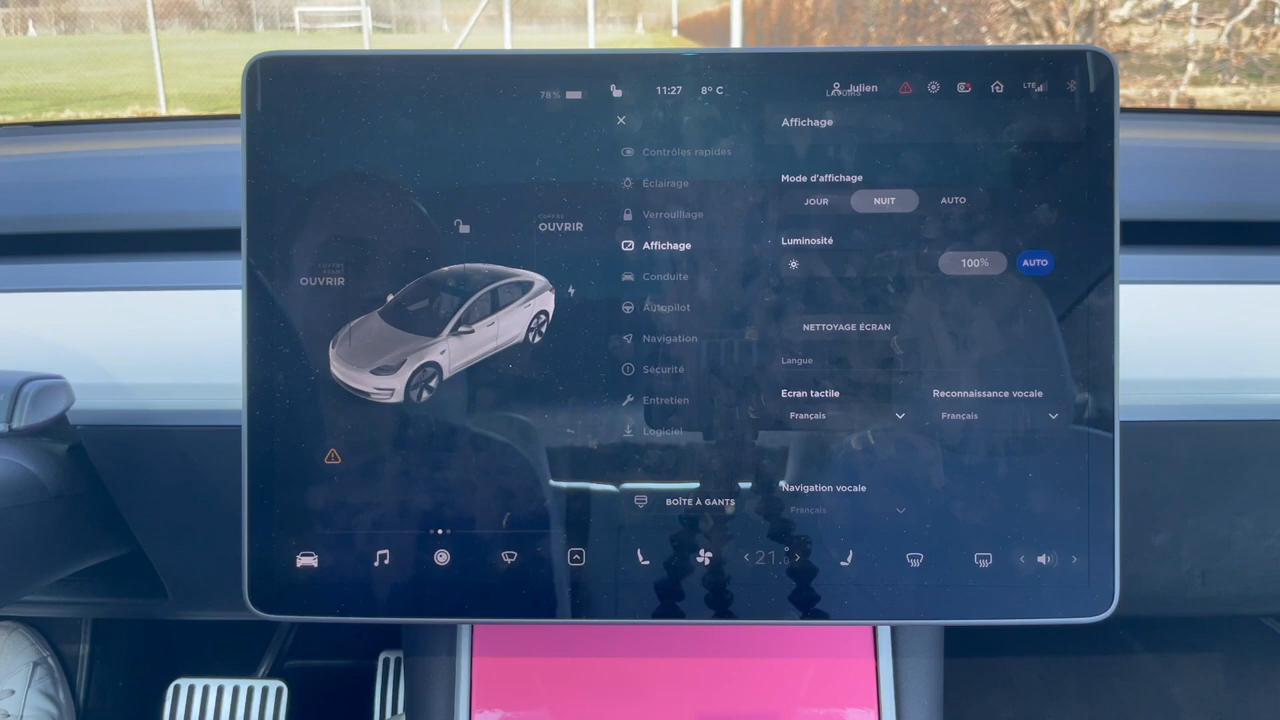 78 %
11:27
8° C
Julien
LTE
Affichage
Contrôles rapides
Éclairage
Verrouillage
Affichage
Conduite
Autopilot
Navigation
Sécurité
Entretien
Logiciel
BOÎTE À GANTS
COFFRE
OUVRIR
COFFRE
AVANT
OUVRIR
Mode d'affichage
JOUR NUIT AUTO
Luminosité
100% AUTO
NETTOYAGE ÉCRAN
Langue
Ecran tactile Reconnaissance vocale
Français Français
Navigation vocale
Français
21.0°